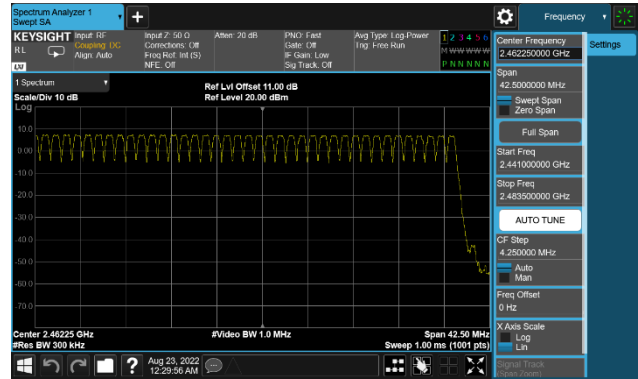 Spectrum Analyzer 1
Swept SA
Frequency
KEYSIGHT
RL
LXI
Input: RF
Coupling: DC
Align: Auto
Input Z: 50 Ω
Corrections: Off
Freq Ref: Int (S)
NFE: Off
Atten: 20 dB
PNO: Fast
Gate: Off
IF Gain: Low
Sig Track: Off
Avg Type: Log-Power
Trig: Free Run
1 2 3 4 5 6
M W W W W W
P N N N N N
1 Spectrum
Scale/Div 10 dB
Log
Ref Lvl Offset 11.00 dB
Ref Level 20.00 dBm
10.0
0.00
-10.0
-20.0
-30.0
-40.0
-50.0
-60.0
-70.0
Center 2.46225 GHz
#Res BW 300 kHz
#Video BW 1.0 MHz
Span 42.50 MHz
Sweep 1.00 ms (1001 pts)
Aug 23, 2022
12:29:56 AM
Center Frequency
2.462250000 GHz
Settings
Span
42.5000000 MHz
Swept Span
Zero Span
Full Span
Start Freq
2.441000000 GHz
Stop Freq
2.483500000 GHz
AUTO TUNE
CF Step
4.250000 MHz
Auto
Man
Freq Offset
0 Hz
X Axis Scale
Log
Lin
Signal Track
(Span Zoom)